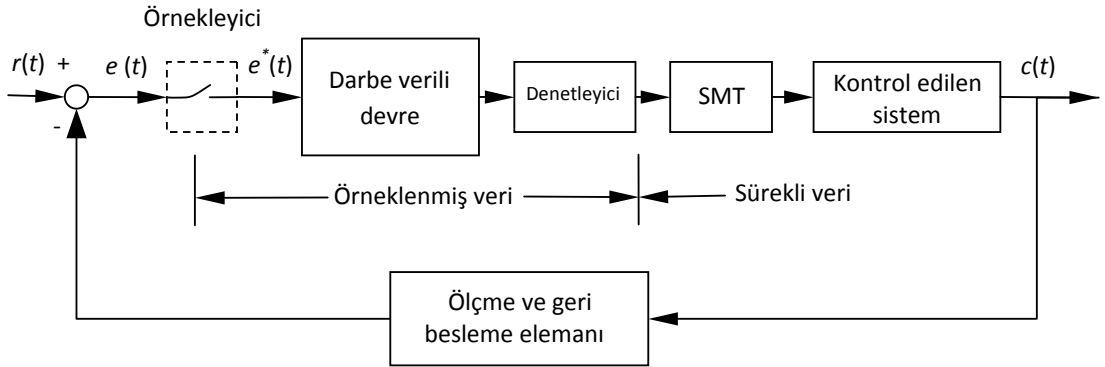 Örnekleyici
r(t) +
e (t)
e*(t)
Darbe verili
devre
Denetleyici
SMT
Kontrol edilen
sistem
c(t)
-
Örneklenmiş veri
Sürekli veri
Ölçme ve geri
besleme elemanı